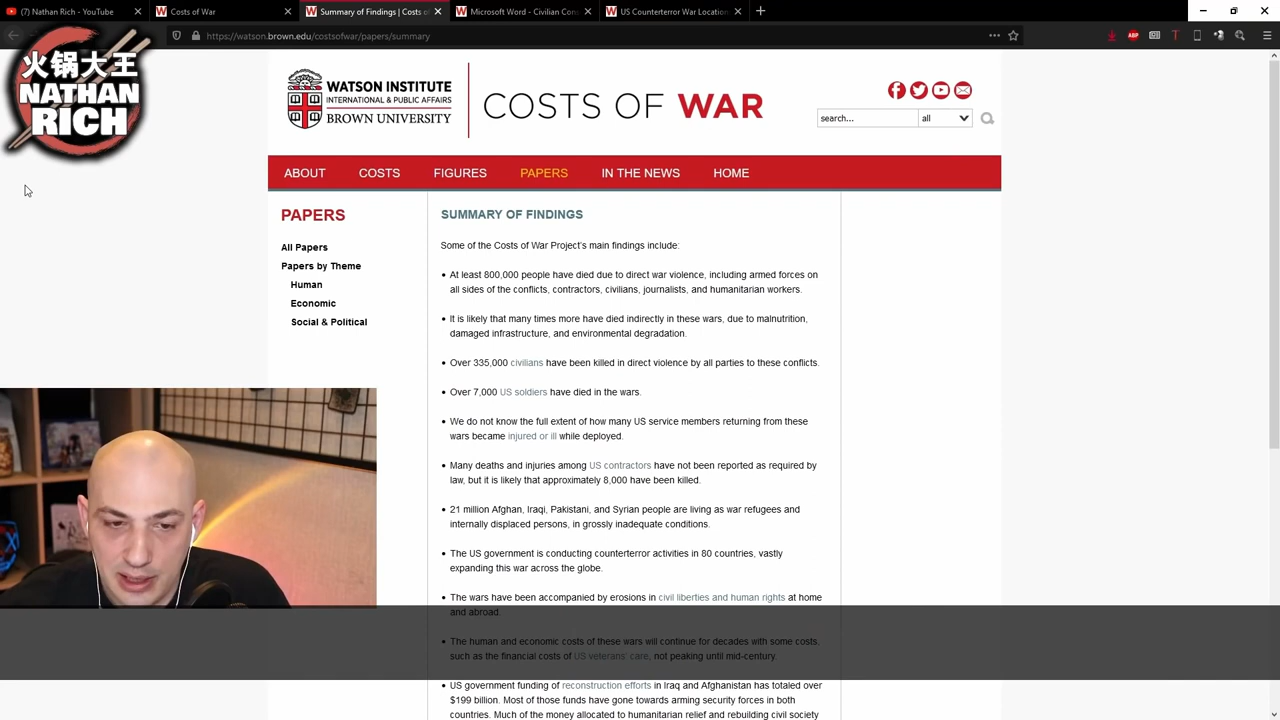 (7) Nathan Rich - YouTube
Costs of War
Summary of Findings | Costs o
Microsoft Word - Civilian Con
US Counterror War Location
https://watson.brown.edu/costsofwar/papers/summary
火锅大王
NATHAN
RICH
WATSON INSTITUTE
INTERNATIONAL & PUBLIC AFFAIRS
BROWN UNIVERSITY
COSTS OF WAR
search...
all
ABOUT
COSTS
FIGURES
PAPERS
IN THE NEWS
HOME
PAPERS
All Papers
Papers by Theme
Human
Economic
Social & Political
SUMMARY OF FINDINGS
Some of the Costs of War Project's main findings include:
• At least 800,000 people have died due to direct war violence, including armed forces on
all sides of the conflicts, contractors, civilians, journalists, and humanitarian workers.
• It is likely that many times more have died indirectly in these wars, due to malnutrition,
damaged infrastructure, and environmental degradation.
• Over 335,000 civilians have been killed in direct violence by all parties to these conflicts.
• Over 7,000 US soldiers have died in the wars.
• We do not know the full extent of how many US service members returning from these
wars became injured or ill while deployed.
• Many deaths and injuries among US contractors have not been reported as required by
law, but it is likely that approximately 8,000 have been killed.
• 21 million Afghan, Iraqi, Pakistani, and Syrian people are living as war refugees and
internally displaced persons, in grossly inadequate conditions.
• The US government is conducting counterterror activities in 80 countries, vastly
expanding this war across the globe.
• The wars have been accompanied by erosions in civil liberties and human rights at home
and abroad.
• The human and economic costs of these wars will continue for decades with some costs,
such as the financial costs of US veterans' care, not peaking until mid-century.
• US government funding of reconstruction efforts in Iraq and Afghanistan has totaled over
$199 billion. Most of those funds have gone towards arming security forces in both
countries. Much of the money allocated to humanitarian relief and rebuilding civil society